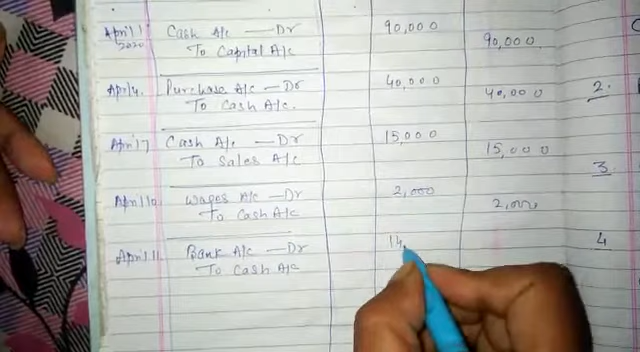 April 1 Cash A/c — Dr 90,000
2020 To Capital A/c 90,000
April 4. Purchase A/c — Dr 40,000
To Cash A/c. 40,000 2.
April 7 Cash A/c — Dr 15,000
To Sales A/c 15,000
3
April 10 Wages A/c — Dr 2,000
To Cash A/c 2,000
April 11 Bank A/c — Dr 14 4
To Cash A/c